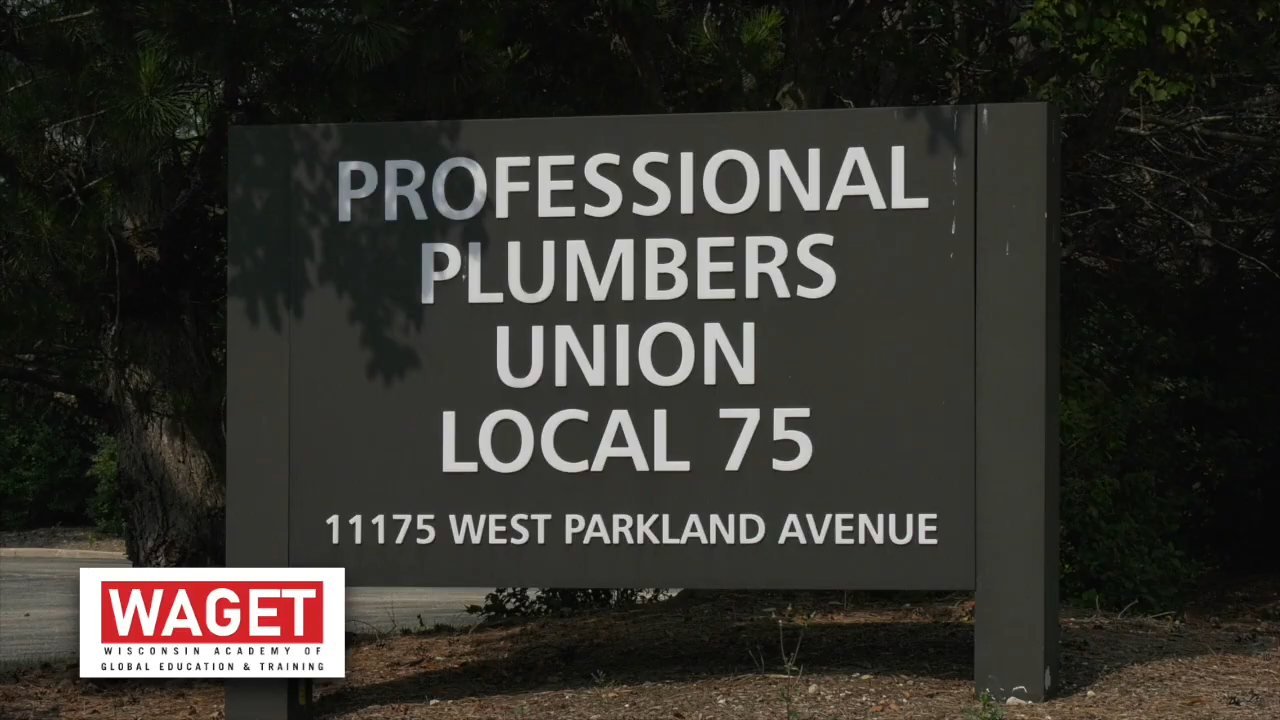 PROFESSIONAL
PLUMBERS
UNION
LOCAL 75
11175 WEST PARKLAND AVENUE
WAGET
WISCONSIN ACADEMY OF
GLOBAL EDUCATION & TRAINING